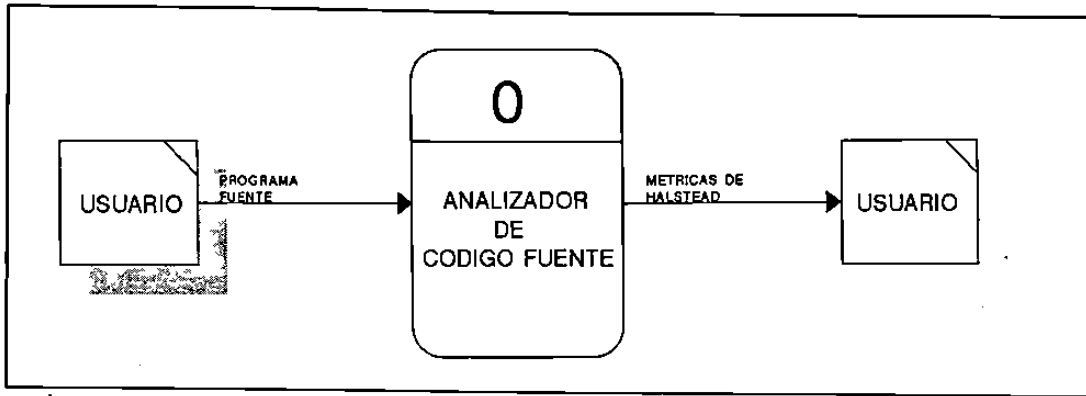 0
USUARIO
PROGRAMA
FUENTE
ANALIZADOR
DE
CODIGO FUENTE
METRICAS DE
HALSTEAD
USUARIO